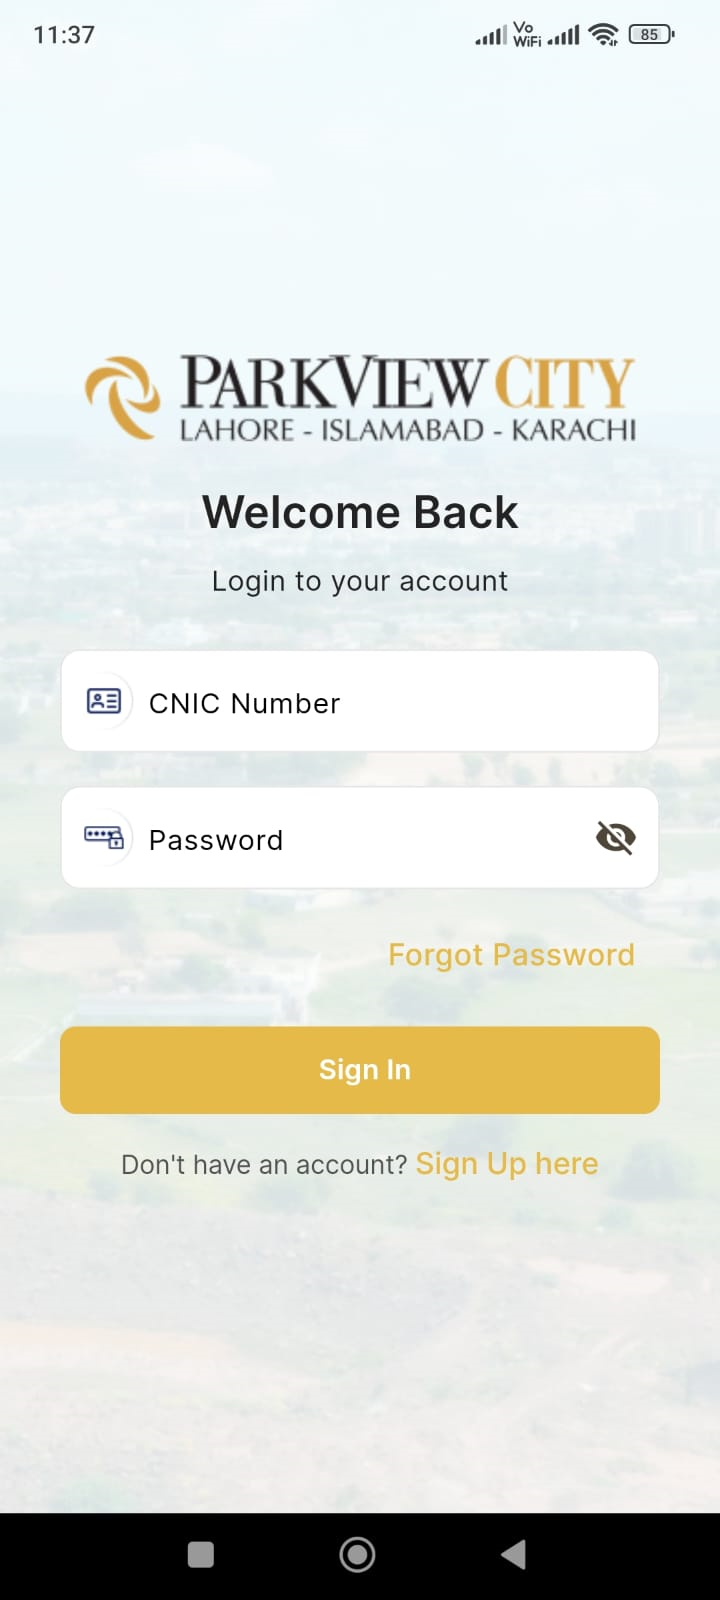 11:37
Vo
WiFi
85
PARKVIEW CITY
LAHORE - ISLAMABAD - KARACHI
Welcome Back
Login to your account
CNIC Number
Password
Forgot Password
Sign In
Don't have an account? Sign Up here